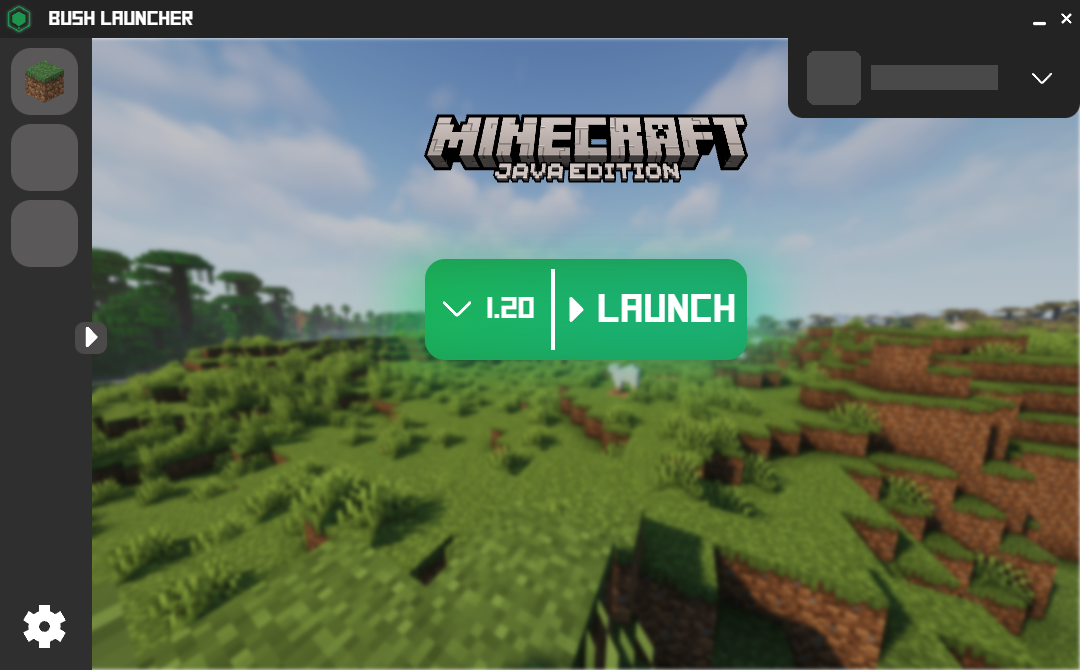 BUSH LAUNCHER
MINECRAFT
JAVA EDITION
1.20
LAUNCH